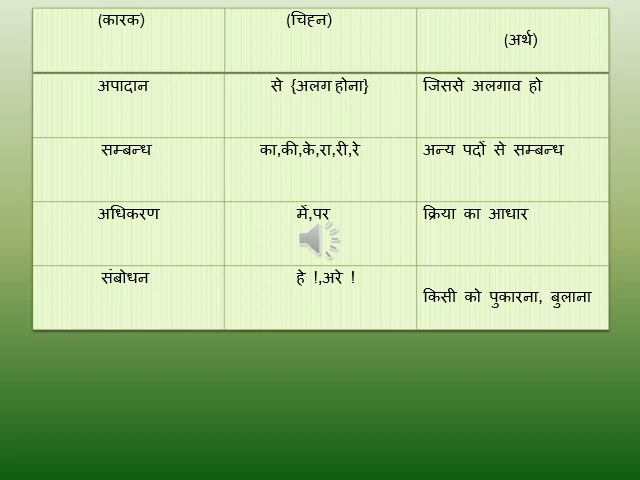 (कारक) (चिह्न) (अर्थ)
अपादान से {अलग होना} जिससे अलगाव हो
सम्बन्ध का,की,के,रा,री,रे अन्य पदों से सम्बन्ध
अधिकरण में,पर क्रिया का आधार
संबोधन हे !,अरे ! किसी को पुकारना, बुलाना